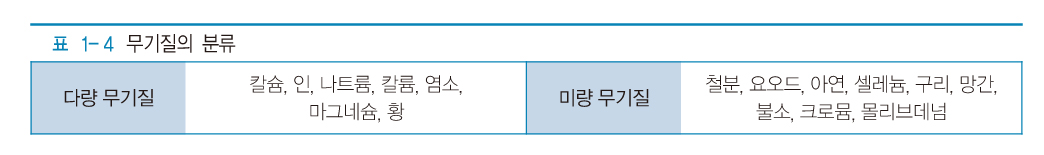 표 1-4 무기질의 분류
다량 무기질
칼슘, 인, 나트륨, 칼륨, 염소,
마그네슘, 황
미량 무기질
철분, 요오드, 아연, 셀레늄, 구리, 망간,
불소, 크로뮴, 몰리브데넘